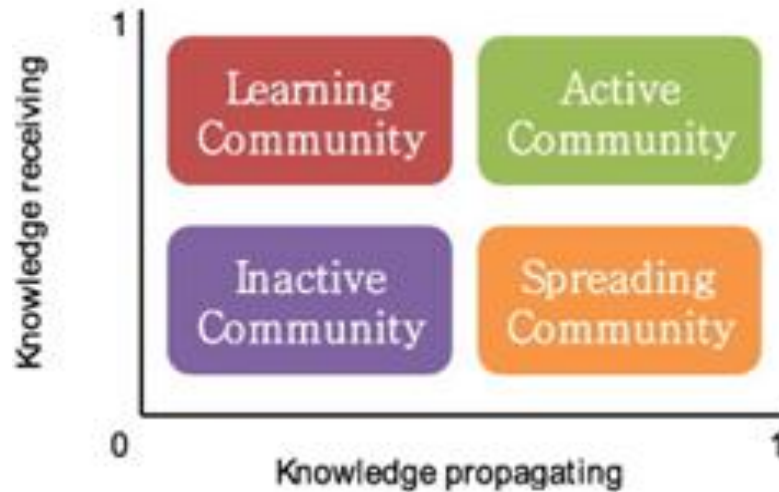 1
Knowledge receiving
Learning
Community
Active
Community
Inactive
Community
Spreading
Community
0
1
Knowledge propagating